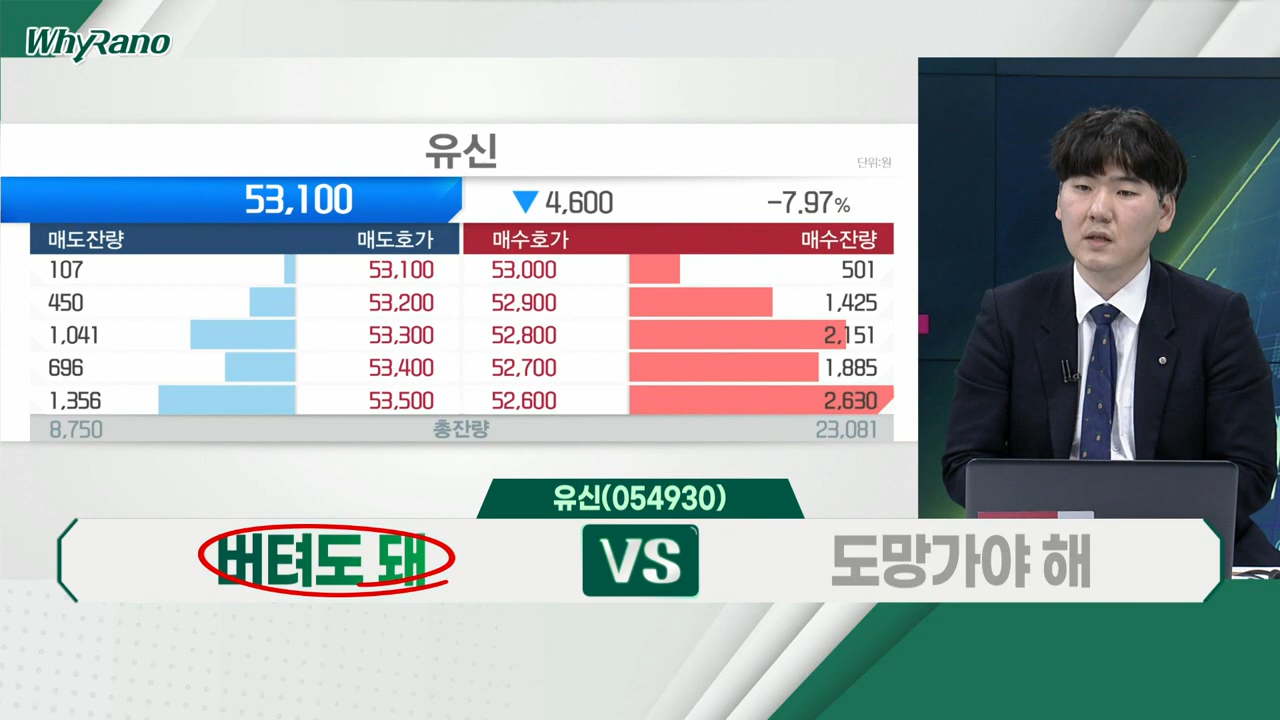 WhyRano
유신
단위:원
53,100 ▼ 4,600 -7.97%
매도잔량 매도호가 매수호가 매수잔량
107 53,100 53,000 501
450 53,200 52,900 1,425
1,041 53,300 52,800 2,151
696 53,400 52,700 1,885
1,356 53,500 52,600 2,630
8,750 총잔량 23,081
유신(054930)
버텨도 돼 VS 도망가야 해